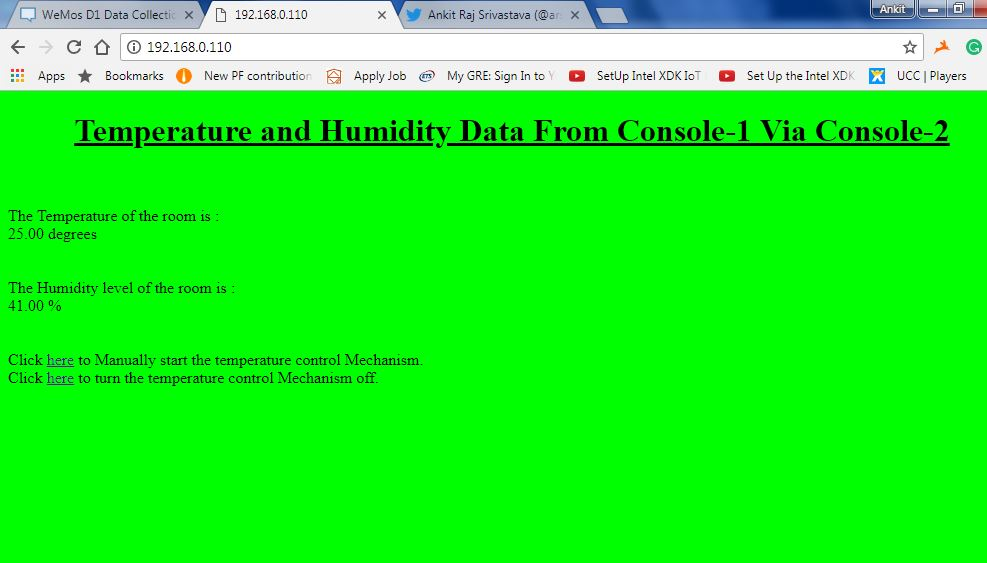 WeMos D1 Data Collectic
192.168.0.110
Ankit Raj Srivastava (@ar
Ankit
192.168.0.110
Apps Bookmarks New PF contribution Apply Job ETS My GRE: Sign In to Y SetUp Intel XDK IoT Set Up the Intel XDK UCC | Players
Temperature and Humidity Data From Console-1 Via Console-2
The Temperature of the room is :
25.00 degrees
The Humidity level of the room is :
41.00 %
Click here to Manually start the temperature control Mechanism.
Click here to turn the temperature control Mechanism off.